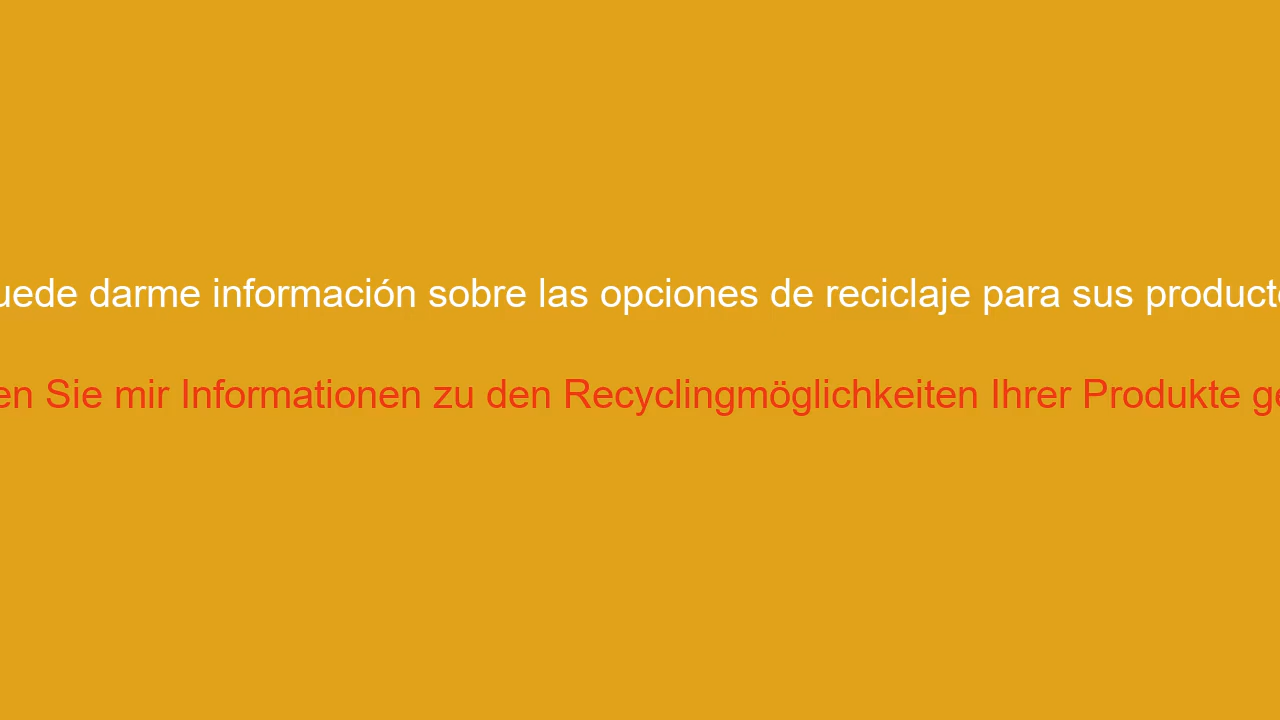 uede darme información sobre las opciones de reciclaje para sus product
en Sie mir Informationen zu den Recyclingmöglichkeiten Ihrer Produkte ge